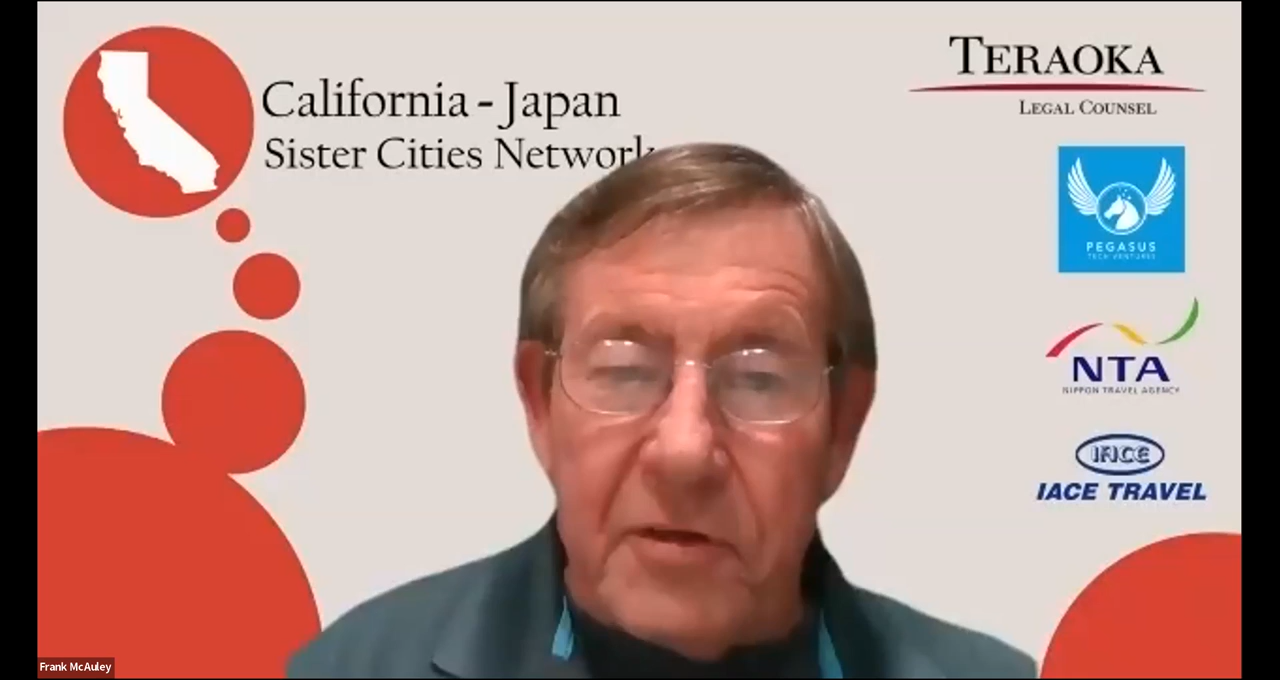 California - Japan
Sister Cities Network
TERAOKA
LEGAL COUNSEL
PEGASUS
TECH VENTURES
NTA
NIPPON TRAVEL AGENCY
IACE
IACE TRAVEL
Frank McAuley